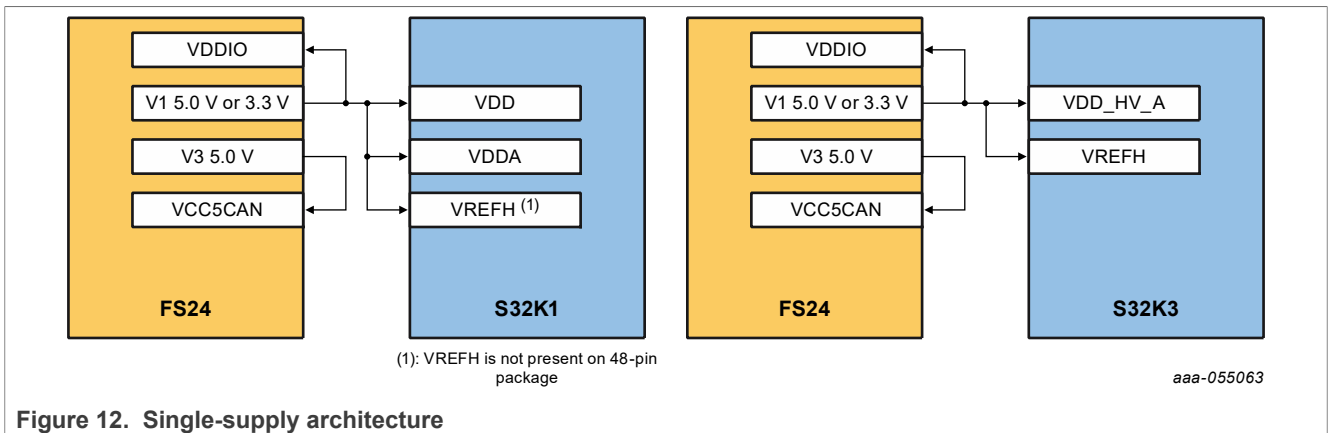 VDDIO
V1 5.0 V or 3.3 V
V3 5.0 V
VCC5CAN
FS24
VDD
VDDA
VREFH (1)
S32K1
(1): VREFH is not present on 48-pin
package
VDDIO
V1 5.0 V or 3.3 V
V3 5.0 V
VCC5CAN
FS24
VDD_HV_A
VREFH
S32K3
aaa-055063
Figure 12. Single-supply architecture